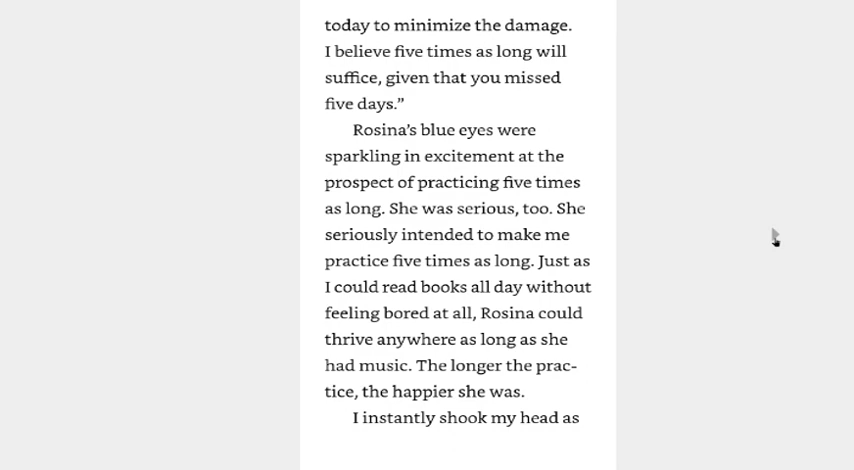 today to minimize the damage.
I believe five times as long will
suffice, given that you missed
five days.”
Rosina’s blue eyes were
sparkling in excitement at the
prospect of practicing five times
as long. She was serious, too. She
seriously intended to make me
practice five times as long. Just as
I could read books all day without
feeling bored at all, Rosina could
thrive anywhere as long as she
had music. The longer the prac-
tice, the happier she was.
I instantly shook my head as